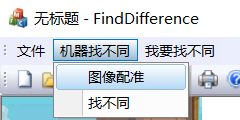 无标题 - FindDifference
文件 机器找不同 我要找不同
图像配准
找不同